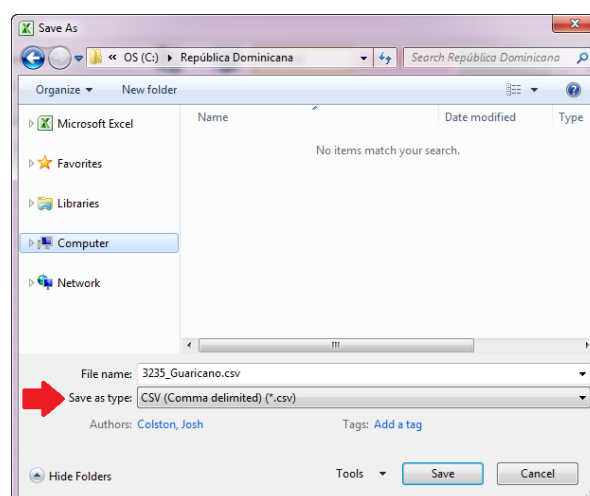 Save As
« OS (C:) República Dominicana Search República Dominicana
Organize New folder
Name Date modified Type
Microsoft Excel
No items match your search.
Favorites
Libraries
Computer
Network
File name: 3235_Guaricano.csv
Save as type: CSV (Comma delimited) (*.csv)
Authors: Colston, Josh Tags: Add a tag
Hide Folders Tools Save Cancel